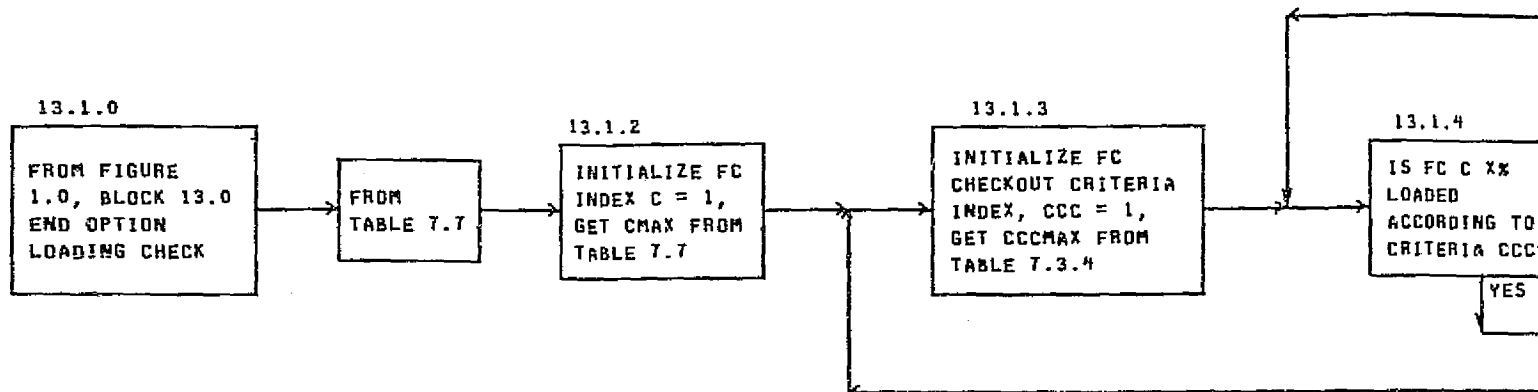 13.1.0
FROM FIGURE
1.0, BLOCK 13.0
END OPTION
LOADING CHECK
FROM
TABLE 7.7
13.1.2
INITIALIZE FC
INDEX C = 1,
GET CMAX FROM
TABLE 7.7
13.1.3
INITIALIZE FC
CHECKOUT CRITERIA
INDEX, CCC = 1,
GET CCCMAX FROM
TABLE 7.3.4
13.1.4
IS FC C X%
LOADED
ACCORDING TO
CRITERIA CCC
YES